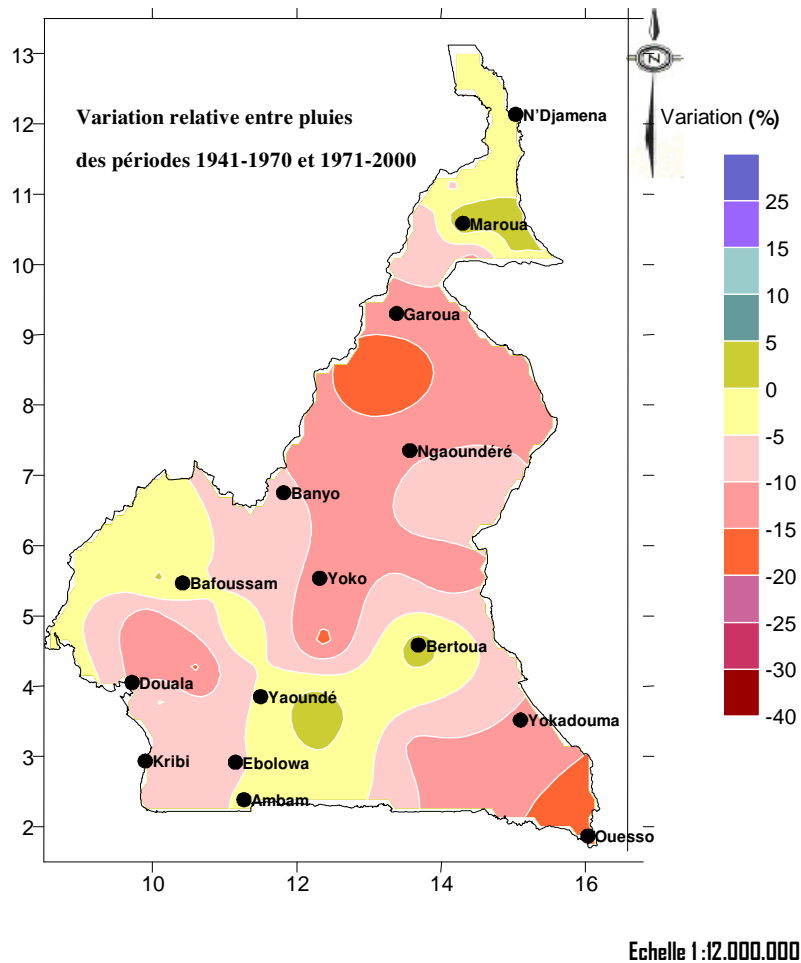 Variation relative entre pluies
des périodes 1941-1970 et 1971-2000
N
Variation (%)
25
15
10
5
0
-5
-10
-15
-20
-25
-30
-40
13
12
11
10
9
8
7
6
5
4
3
2
10
12
14
16
N'Djamena
Maroua
Garoua
Ngaoundéré
Banyo
Yoko
Bafoussam
Bertoua
Douala
Yaoundé
Yokadouma
Kribi
Ebolowa
Ambam
Ouesso
Echelle 1 :12.000.000